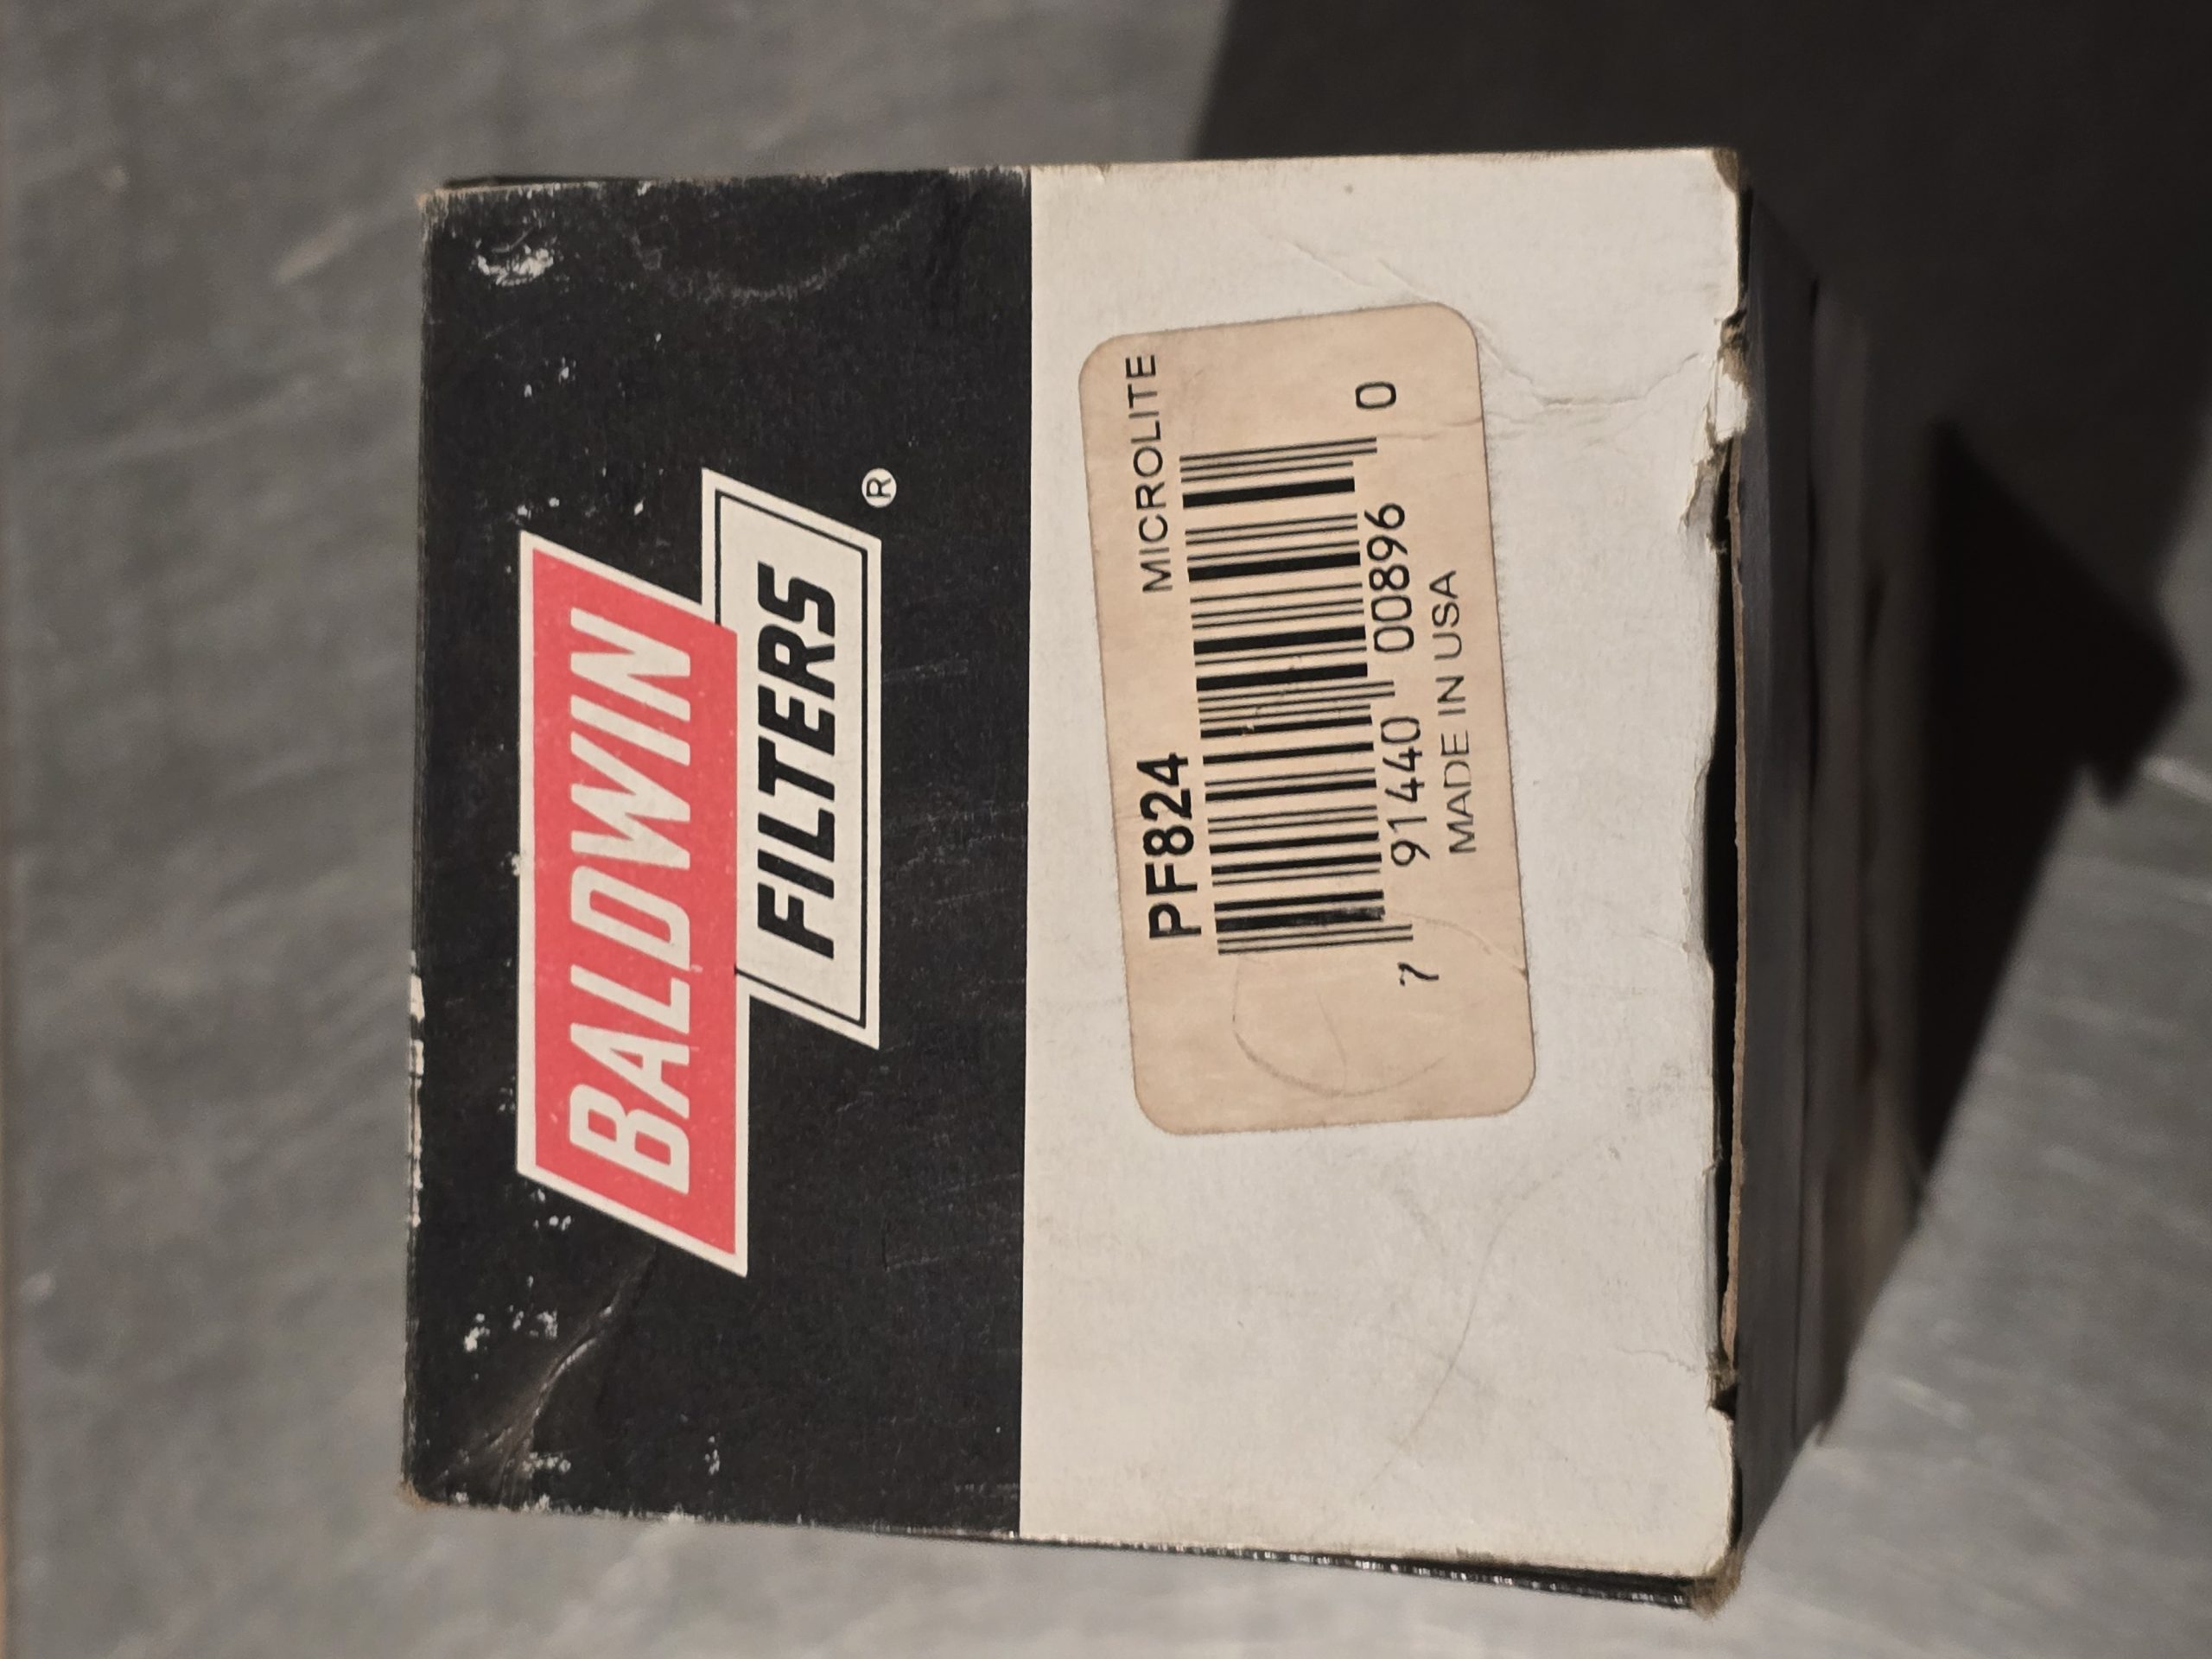 BALDWIN
FILTERS ®
PF824 MICROLITE
7 91440 00896 0
MADE IN USA